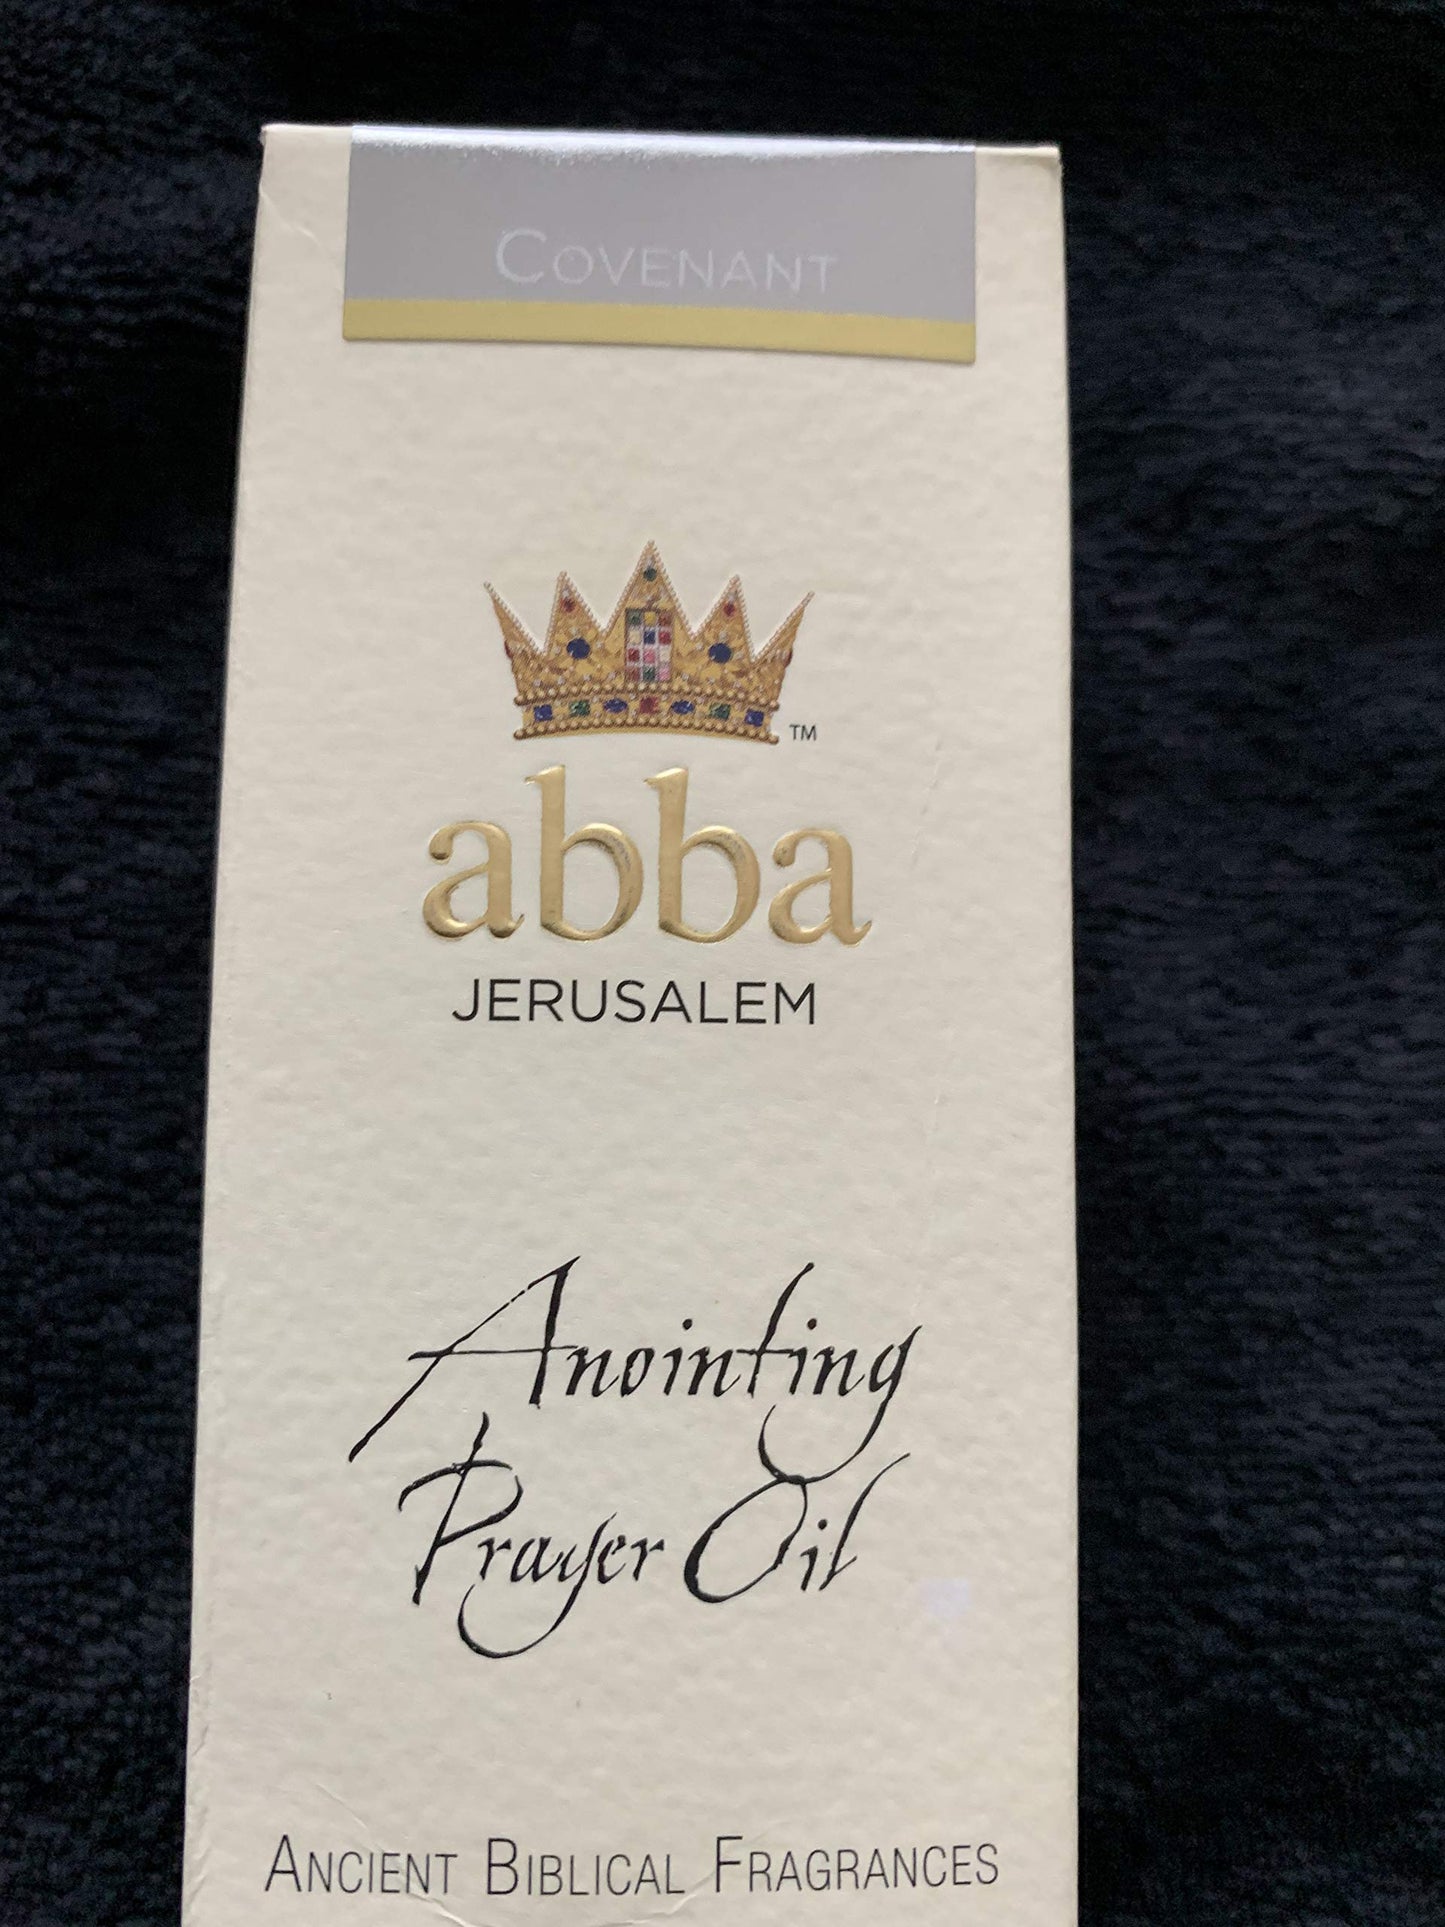 COVENANT
TM
abba
JERUSALEM
Anointing
Prayer Oil
ANCIENT BIBLICAL FRAGRANCES